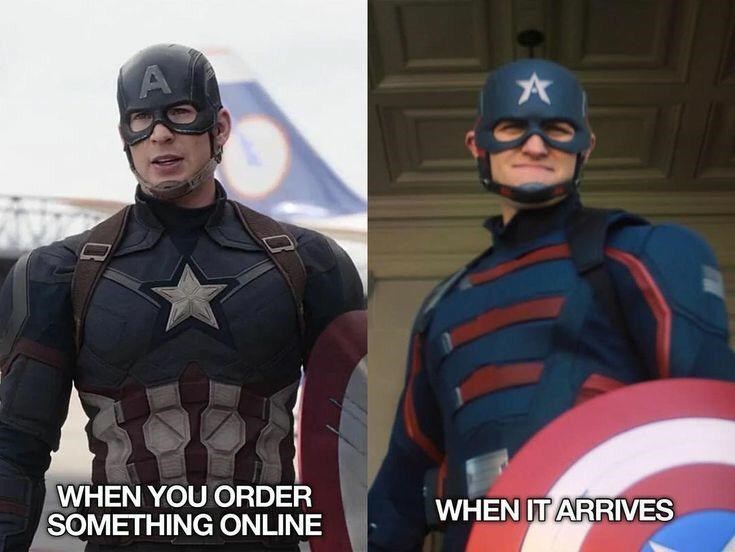 A
A
WHEN YOU ORDER
SOMETHING ONLINE
WHEN IT ARRIVES